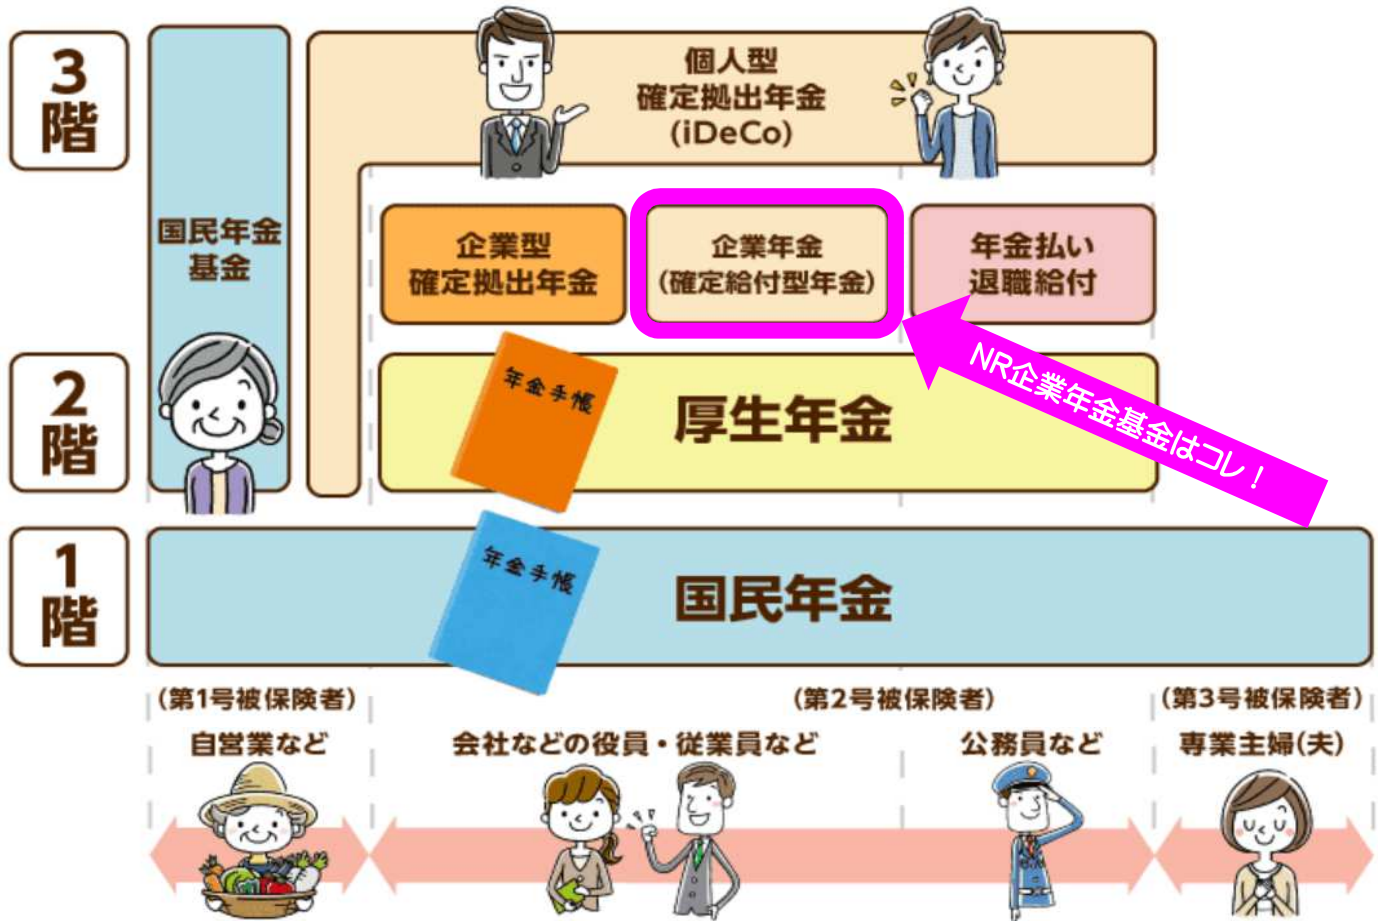 3
階
個人型
確定拠出年金
(iDeCo)
国民年金
基金
企業型
確定拠出年金
企業年金
(確定給付型年金)
年金払い
退職給付
NR企業年金基金はコレ！
2
階
年金手帳
厚生年金
1
階
年金手帳
国民年金
(第1号被保険者)
(第2号被保険者)
(第3号被保険者)
自営業など
会社などの役員・従業員など
公務員など
専業主婦(夫)